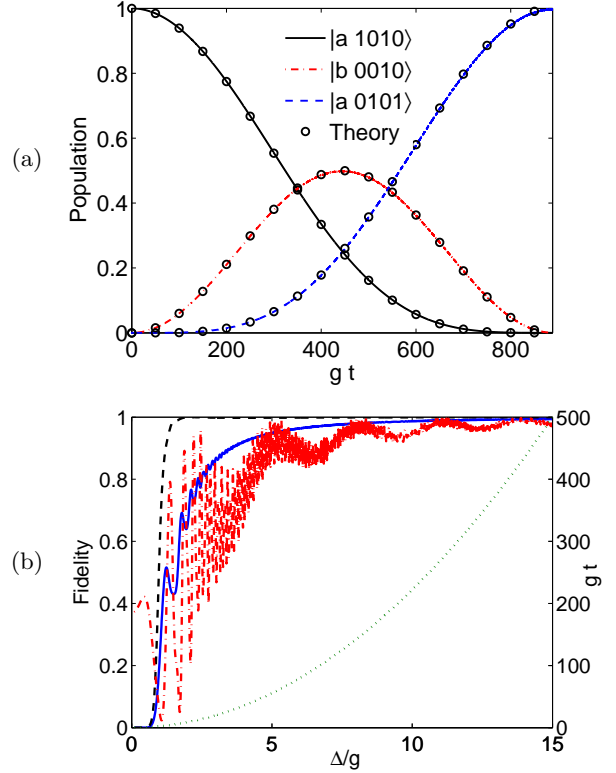 (a)
Population
1
0.8
0.6
0.4
0.2
0
|a 1010⟩
|b 0010⟩
|a 0101⟩
Theory
0 200 400 600 800
g t
(b)
Fidelity
1
0.8
0.6
0.4
0.2
0
500
400
300
200
100
0
g t
0 5 10 15
Δ/g